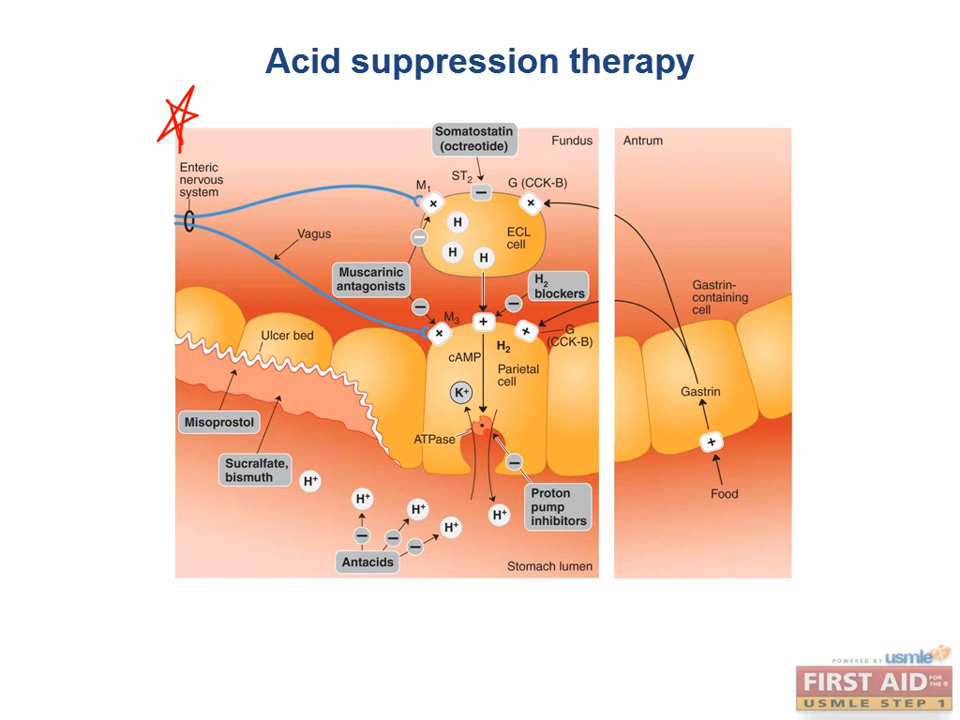 Acid suppression therapy
Somatostatin
(octreotide)
Fundus
Antrum
Enteric
nervous
system
M1
ST2
G (CCK-B)
×
−
×
H
H
H
ECL
cell
Vagus
−
Muscarinic
antagonists
H2
blockers
−
−
Gastrin-
containing
cell
M3
+
×
×
G
(CCK-B)
Ulcer bed
H2
cAMP
Parietal
cell
K+
Gastrin
Misoprostol
ATPase
+
Sucralfate,
bismuth
−
H+
H+
H+
H+
H+
Proton
pump
inhibitors
Food
−
−
−
Antacids
Stomach lumen
POWERED BY usmle
FIRST AID FOR THE®
USMLE STEP 1